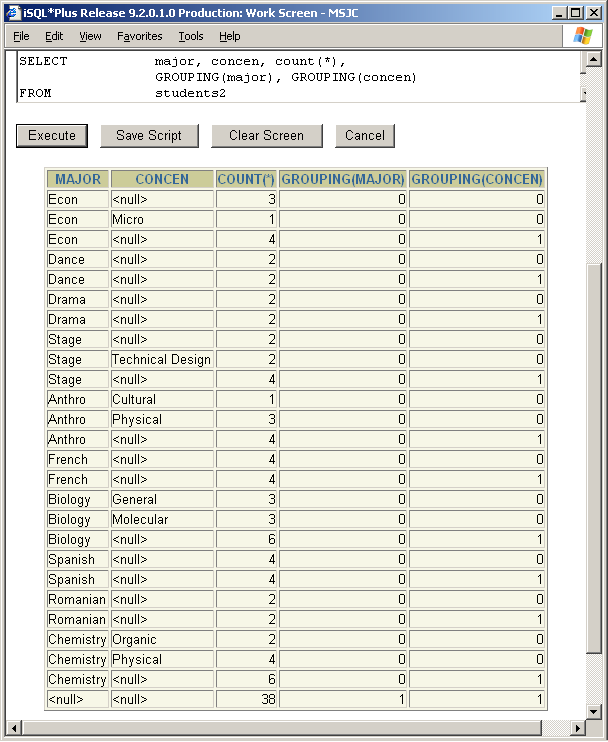 iSQL*Plus Release 9.2.0.1.0 Production: Work Screen - MSJC
File Edit View Favorites Tools Help
SELECT major, concen, count(*),
GROUPING(major), GROUPING(concen)
FROM students2
Execute Save Script Clear Screen Cancel
MAJOR CONCEN COUNT(*) GROUPING(MAJOR) GROUPING(CONCEN)
Econ <null> 3 0 0
Econ Micro 1 0 0
Econ <null> 4 0 1
Dance <null> 2 0 0
Dance <null> 2 0 1
Drama <null> 2 0 0
Drama <null> 2 0 1
Stage <null> 2 0 0
Stage Technical Design 2 0 0
Stage <null> 4 0 1
Anthro Cultural 1 0 0
Anthro Physical 3 0 0
Anthro <null> 4 0 1
French <null> 4 0 0
French <null> 4 0 1
Biology General 3 0 0
Biology Molecular 3 0 0
Biology <null> 6 0 1
Spanish <null> 4 0 0
Spanish <null> 4 0 1
Romanian <null> 2 0 0
Romanian <null> 2 0 1
Chemistry Organic 2 0 0
Chemistry Physical 4 0 0
Chemistry <null> 6 0 1
<null> <null> 38 1 1